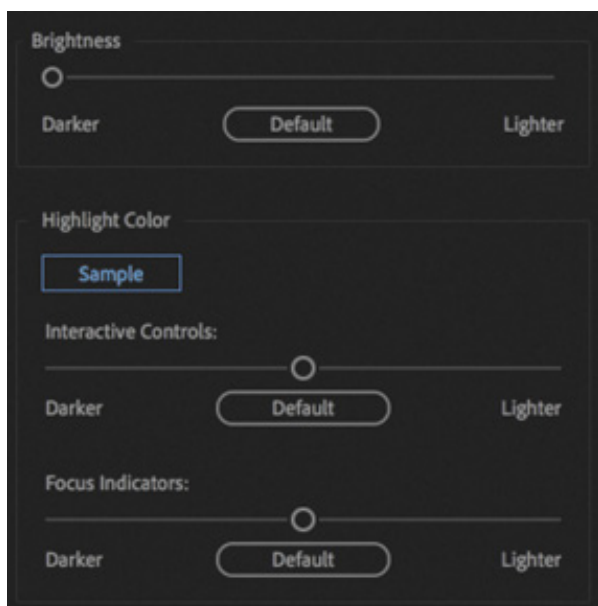 Brightness
Darker Default Lighter
Highlight Color
Sample
Interactive Controls:
Darker Default Lighter
Focus Indicators:
Darker Default Lighter